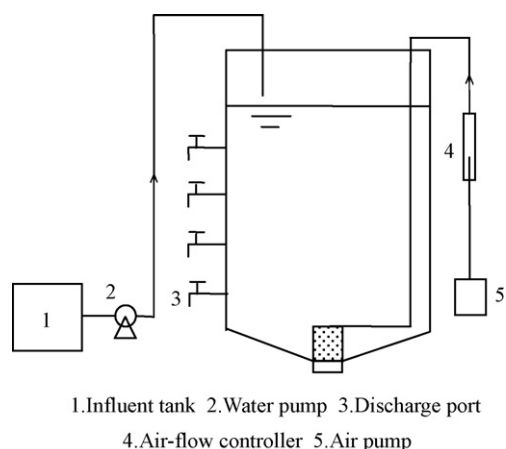 4
2
3
5
1
1.Influent tank 2.Water pump 3.Discharge port
4.Air-flow controller 5.Air pump